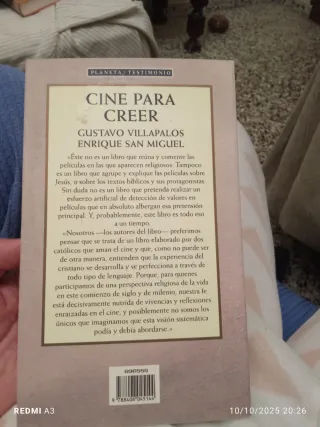 PLANETA/TESTIMONIO
CINE PARA
CREER
GUSTAVO VILLAPALOS
ENRIQUE SAN MIGUEL
«Éste no es un libro que reúna y comente las
películas en las que aparecen religiosos. Tampoco
es un libro que agrupe y explique las películas sobre
Jesús, o sobre los textos bíblicos y sus protagonistas.
Sin duda no es un libro que pretenda realizar un
esfuerzo artificial de detección de valores en
películas que en absoluto albergan esa pretensión
principal. Y, probablemente, este libro es todo eso
a un tiempo.
»Nosotros —los autores del libro— preferimos
pensar que se trata de un libro elaborado por dos
católicos que aman el cine y que, como no puede ser
de otra manera, entienden que la experiencia del
cristiano se desarrolla y se perfecciona a través de
todo tipo de lenguaje. Porque, para quienes
participamos de una perspectiva religiosa de la vida
en este comienzo de siglo y de milenio, nuestra fe
está decisivamente nutrida de vivencias y reflexiones
enraizadas en el cine, y posiblemente no somos los
únicos que imaginamos que esta visión sistemática
podía y debía abordarse.»
REDMI A3
10/10/2025 20:26